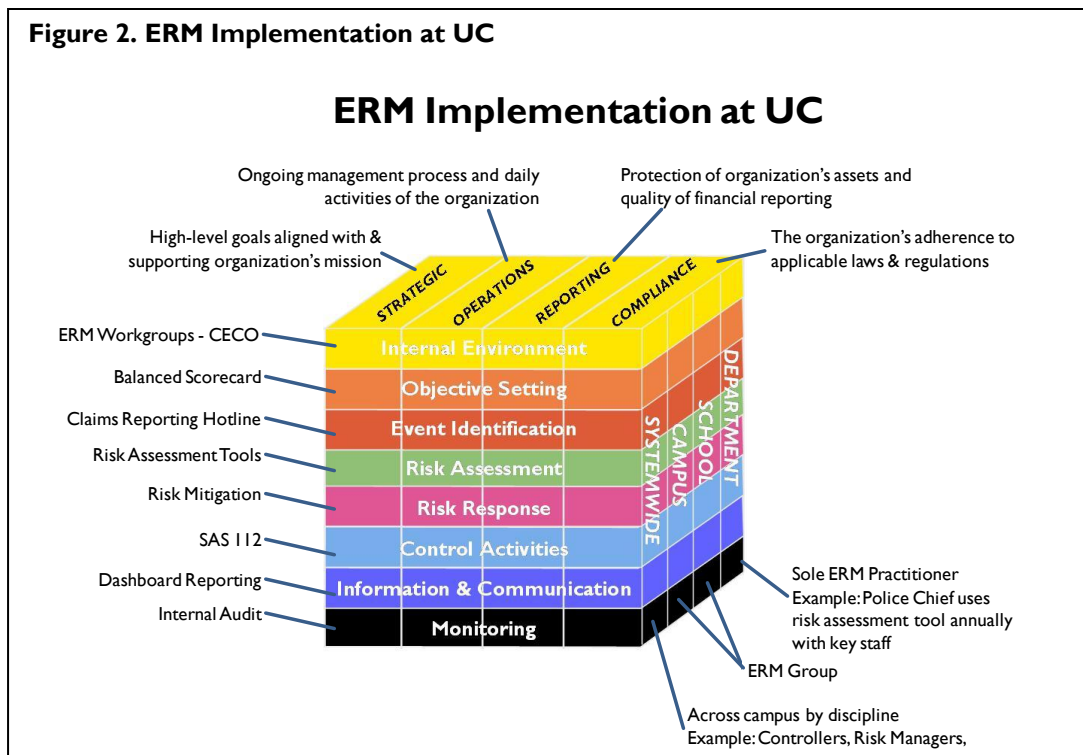 Figure 2. ERM Implementation at UC
ERM Implementation at UC
Ongoing management process and daily
activities of the organization
Protection of organization's assets and
quality of financial reporting
High-level goals aligned with &
supporting organization's mission
The organization's adherence to
applicable laws & regulations
STRATEGIC
OPERATIONS
REPORTING
COMPLIANCE
ERM Workgroups - CECO
Internal Environment
Balanced Scorecard
Objective Setting
Claims Reporting Hotline
Event Identification
Risk Assessment Tools
Risk Assessment
Risk Mitigation
Risk Response
SAS 112
Control Activities
Dashboard Reporting
Information & Communication
Internal Audit
Monitoring
SYSTEMWIDE
CAMPUS
SCHOOL
DEPARTMENT
Sole ERM Practitioner
Example: Police Chief uses
risk assessment tool annually
with key staff
ERM Group
Across campus by discipline
Example: Controllers, Risk Managers,